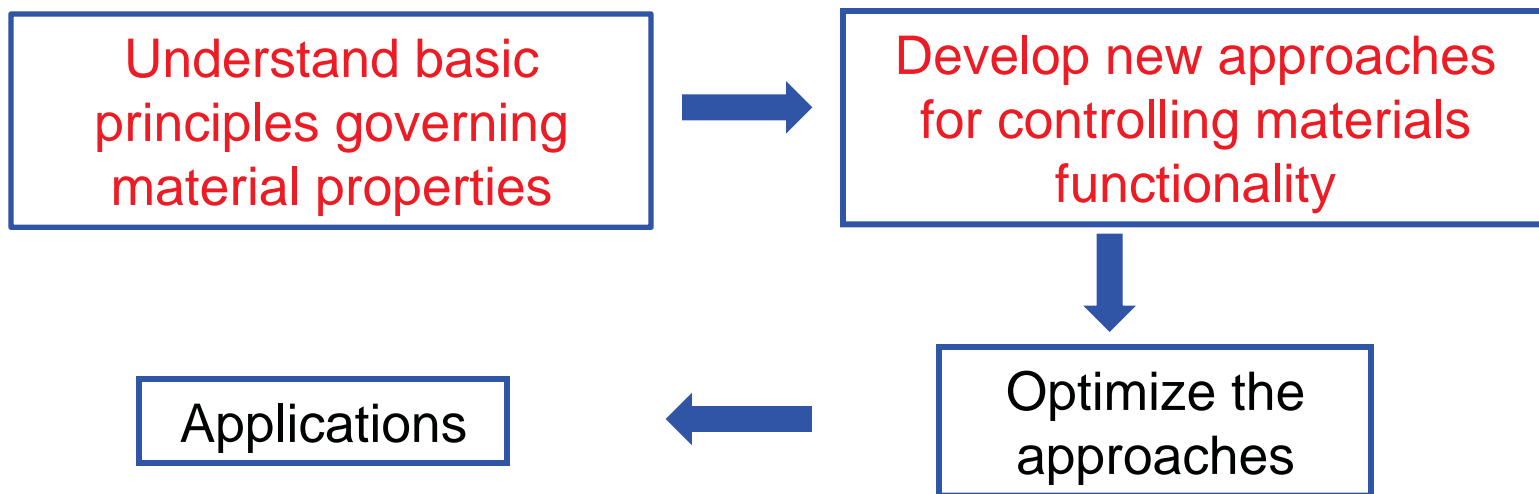 Understand basic
principles governing
material properties
Develop new approaches
for controlling materials
functionality
Optimize the
approaches
Applications